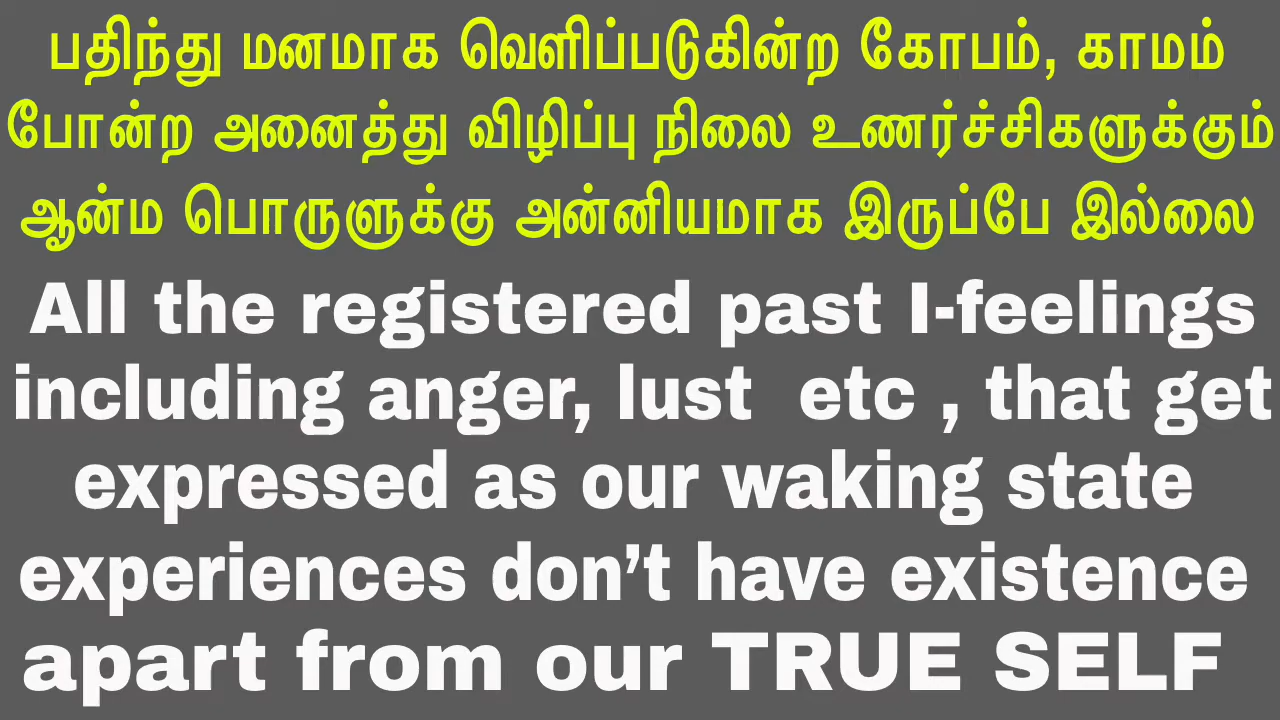 பதிந்து மனமாக வெளிப்படுகின்ற கோபம், காமம்
போன்ற அனைத்து விழிப்பு நிலை உணர்ச்சிகளுக்கும்
ஆன்ம பொருளுக்கு அன்னியமாக இருப்பே இல்லை
All the registered past I-feelings
including anger, lust  etc , that get
expressed as our waking state
experiences don’t have existence
apart from our TRUE SELF